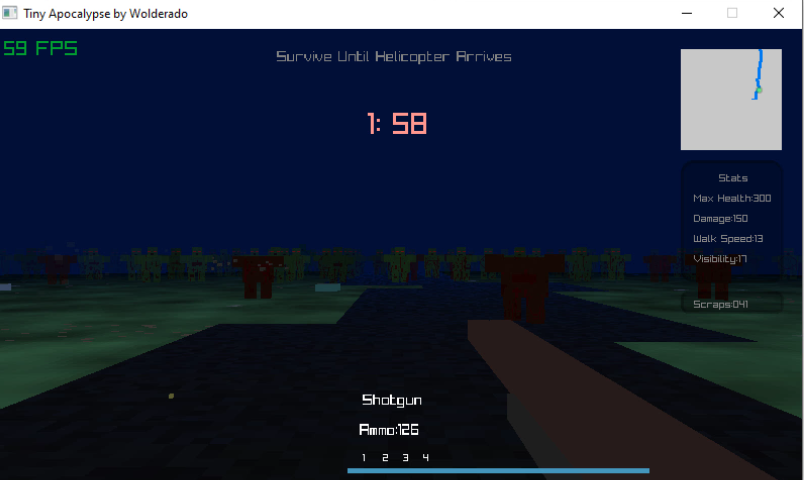 Tiny Apocalypse by Wolderado
59 FPS
Survive Until Helicopter Arrives
1: 58
Stats
Max Health:300
Damage:150
Walk Speed:13
Visibility:17
Scraps:041
Shotgun
Ammo:126
1 2 3 4